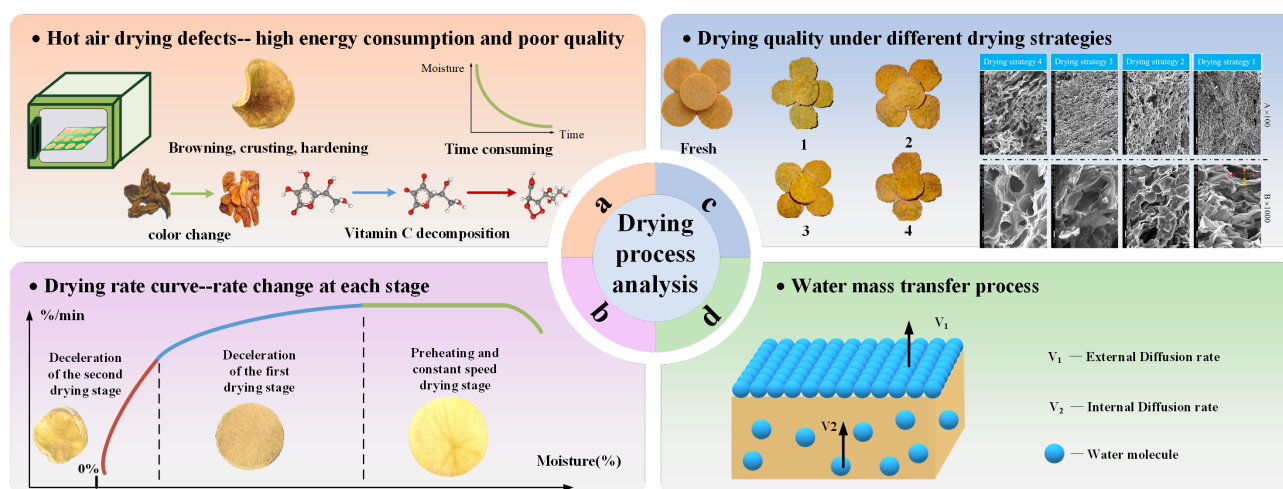 • Hot air drying defects-- high energy consumption and poor quality
Moisture
Time
Browning, crusting, hardening
Time consuming
color change
Vitamin C decomposition
• Drying quality under different drying strategies
Fresh
1
2
3
4
Drying strategy 4
Drying strategy 3
Drying strategy 2
Drying strategy 1
A ×100
B ×1000
a
c
b
d
Drying
process
analysis
• Drying rate curve--rate change at each stage
%/min
Deceleration
of the second
drying stage
Deceleration
of the first
drying stage
Preheating and
constant speed
drying stage
0%
Moisture(%)
• Water mass transfer process
V₁
V2
V₁ — External Diffusion rate
V₂ — Internal Diffusion rate
— Water molecule